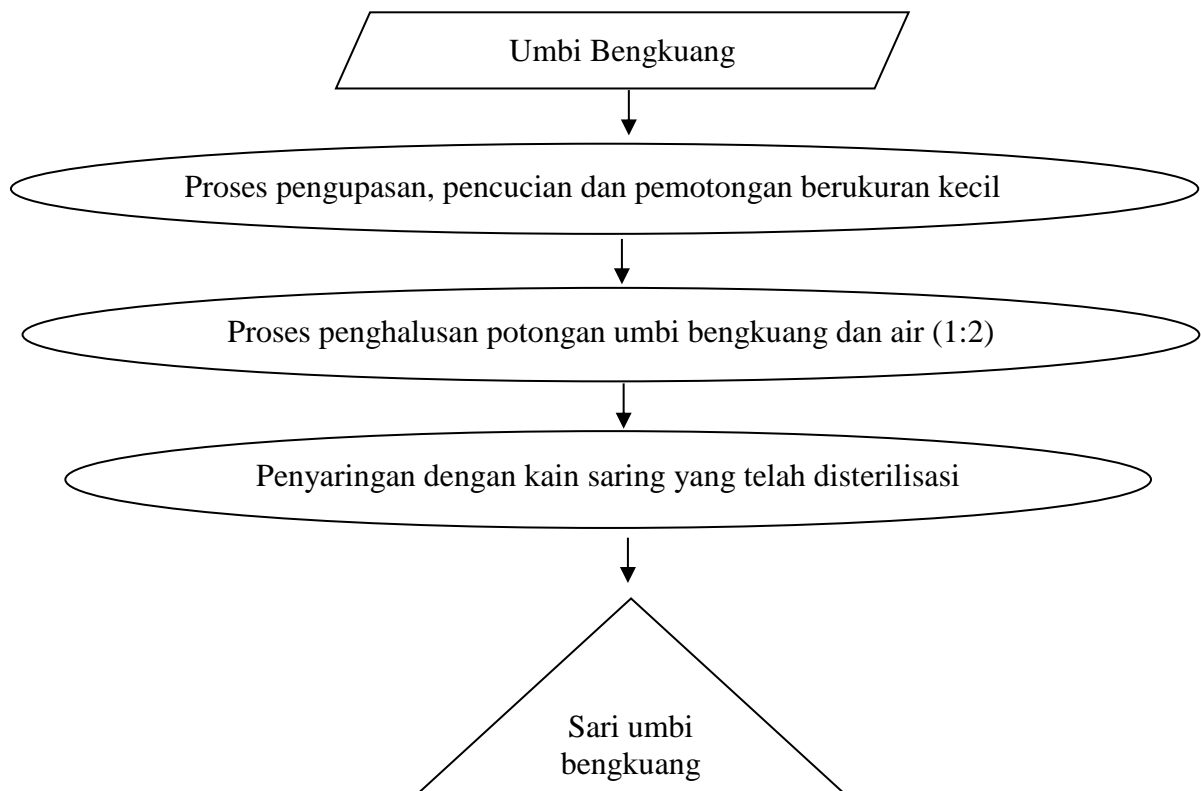 Umbi Bengkuang
Proses pengupasan, pencucian dan pemotongan berukuran kecil
Proses penghalusan potongan umbi bengkuang dan air (1:2)
Penyaringan dengan kain saring yang telah disterilisasi
Sari umbi
bengkuang